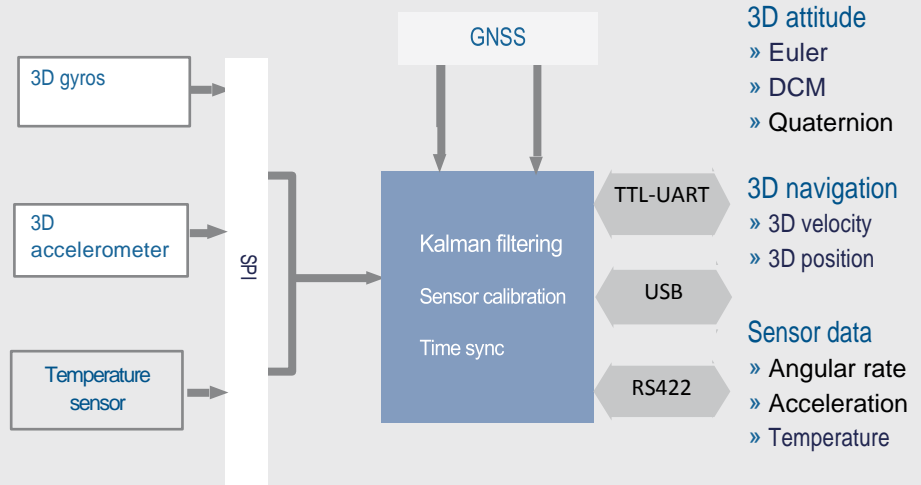 GNSS
3D gyros
3D
accelerometer
Temperature
sensor
SPI
Kalman filtering
Sensor calibration
Time sync
TTL-UART
USB
RS422
3D attitude
» Euler
» DCM
» Quaternion
3D navigation
» 3D velocity
» 3D position
Sensor data
» Angular rate
» Acceleration
» Temperature